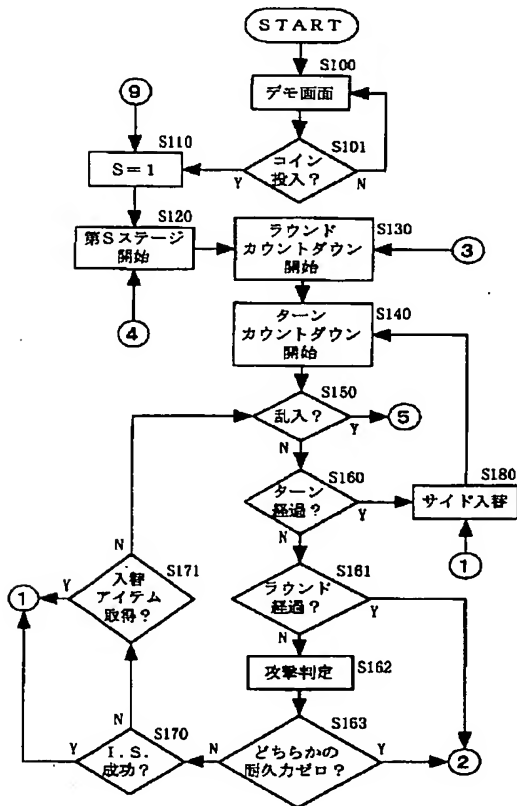 START
S100
デモ画面
⑨
S101
コイン
投入?
Y
N
S110
S=1
S120
第Sステージ
開始
④
S130
ラウンド
カウントダウン
開始
③
S140
ターン
カウントダウン
開始
S150
乱入?
Y
⑤
N
S160
ターン
経過?
Y
N
S180
サイド入替
①
S161
ラウンド
経過?
Y
N
S162
攻撃判定
S163
どちらかの
耐久力ゼロ?
Y
②
N
S170
I.S.
成功?
Y
N
S171
入替
アイテム
取得?
Y
①
N